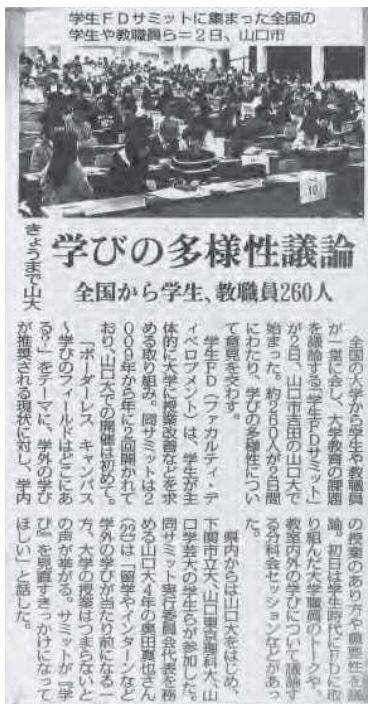 学生ＦＤサミットに集まった全国の
学生や教職員ら＝２日、山口市
10
きょうまで山大
学びの多様性議論
全国から学生、教職員260人
全国の大学から学生や教職員
が一堂に会し、大学教育の課題
を議論する「学生ＦＤサミット」
が２日、山口市吉田の山口大で
始まった。約２６０人が２日間
にわたり、学びの多様性につい
て意見を交わす。
学生ＦＤ（ファカルティ・デ
ィベロプメント）は、学生が主
体的に大学に授業改善などを求
める取り組み。同サミットは２
００９年から年に２回開かれて
おり、山口大での開催は初めて。
「ボーダーレス キャンパス
～学びのフィールドはどこにあ
る？」をテーマに、学外の学び
が推奨される現状に対し、学内
の授業のあり方や重要性を議
論。初日は学生時代にＦＤに取
り組んだ大学職員のトークや、
教室内外の学びについて議論す
る分科会セッションなどがあっ
た。
県内からは山口大をはじめ、
下関市立大、山口東京理科大、山
口学芸大の学生らが参加した。
同サミット実行委員会代表を務
める山口大４年の奥田真也さん
は「留学やインターンなど
学外の学びが当たり前になる一
方、大学の授業はつまらないと
の声が挙がる。サミットが『学
び』を見直すきっかけになって
ほしい」と話した。